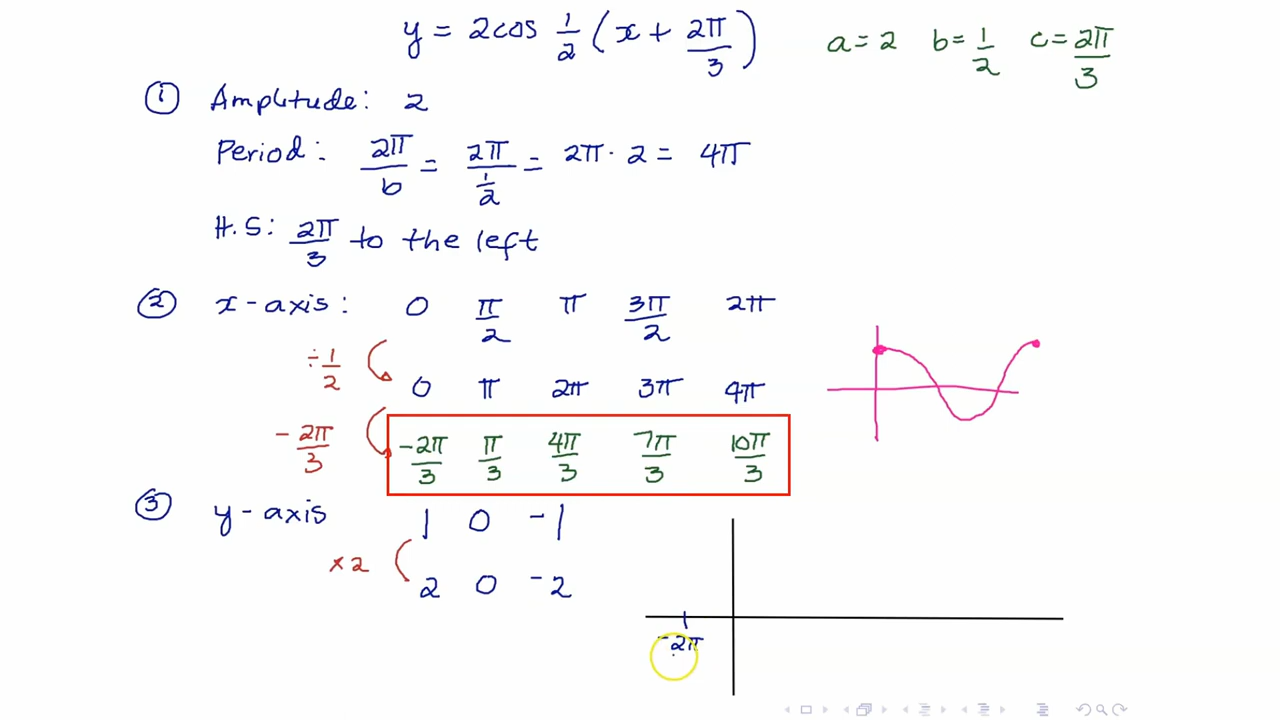 y = 2cos 1/2 (x + 2π/3) a = 2 b = 1/2 c = 2π/3
① Amplitude: 2
Period: 2π/b = 2π/(1/2) = 2π · 2 = 4π
H.S: 2π/3 to the left
② x-axis: 0 π/2 π 3π/2 2π
÷ 1/2
0 π 2π 3π 4π
- 2π/3
-2π/3 π/3 4π/3 7π/3 10π/3
③ y-axis 1 0 -1
×2
2 0 -2
-2π